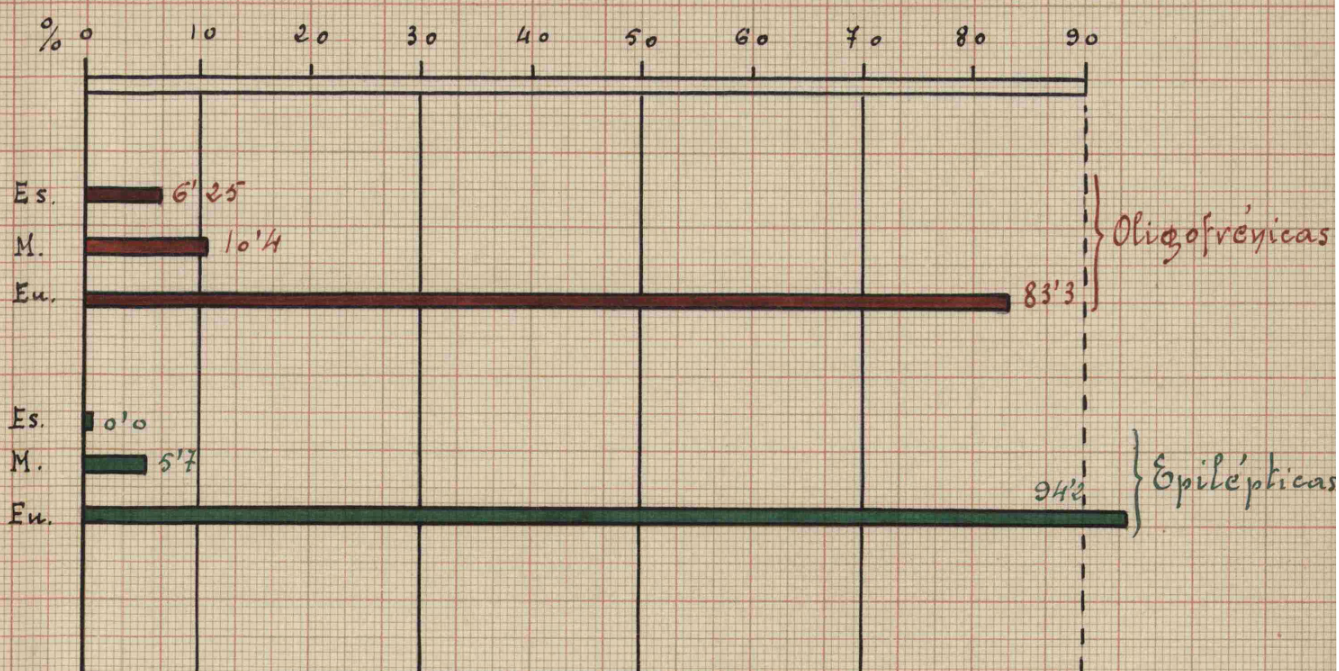 % 0 10 20 30 40 50 60 70 80 90
Es. 6'25
M. 10'4
Oligofrénicas
Eu. 83'3
Es. 0'0
M. 5'7
Epilépticas
94'2
Eu.